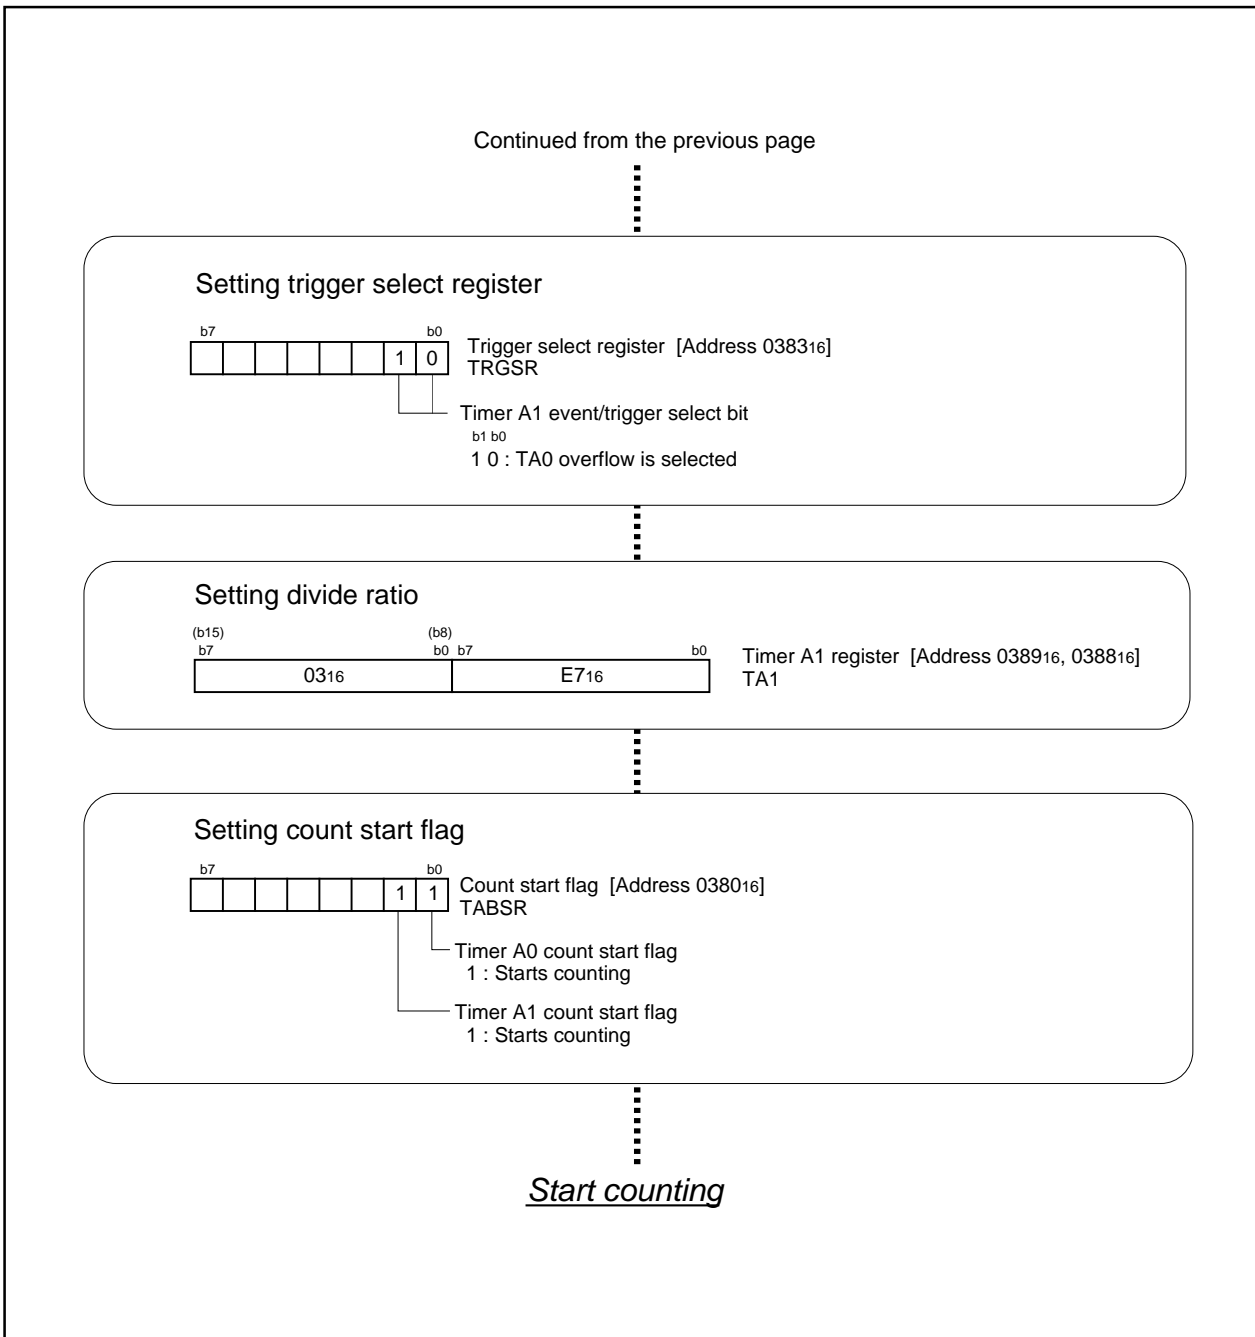 Continued from the previous page
Setting trigger select register
b7 b0
1 0
Trigger select register [Address 038316]
TRGSR
Timer A1 event/trigger select bit
b1 b0
1 0 : TA0 overflow is selected
Setting divide ratio
(b15) (b8)
b7 b0 b7 b0
0316 E716
Timer A1 register [Address 038916, 038816]
TA1
Setting count start flag
b7 b0
1 1
Count start flag [Address 038016]
TABSR
Timer A0 count start flag
1 : Starts counting
Timer A1 count start flag
1 : Starts counting
Start counting